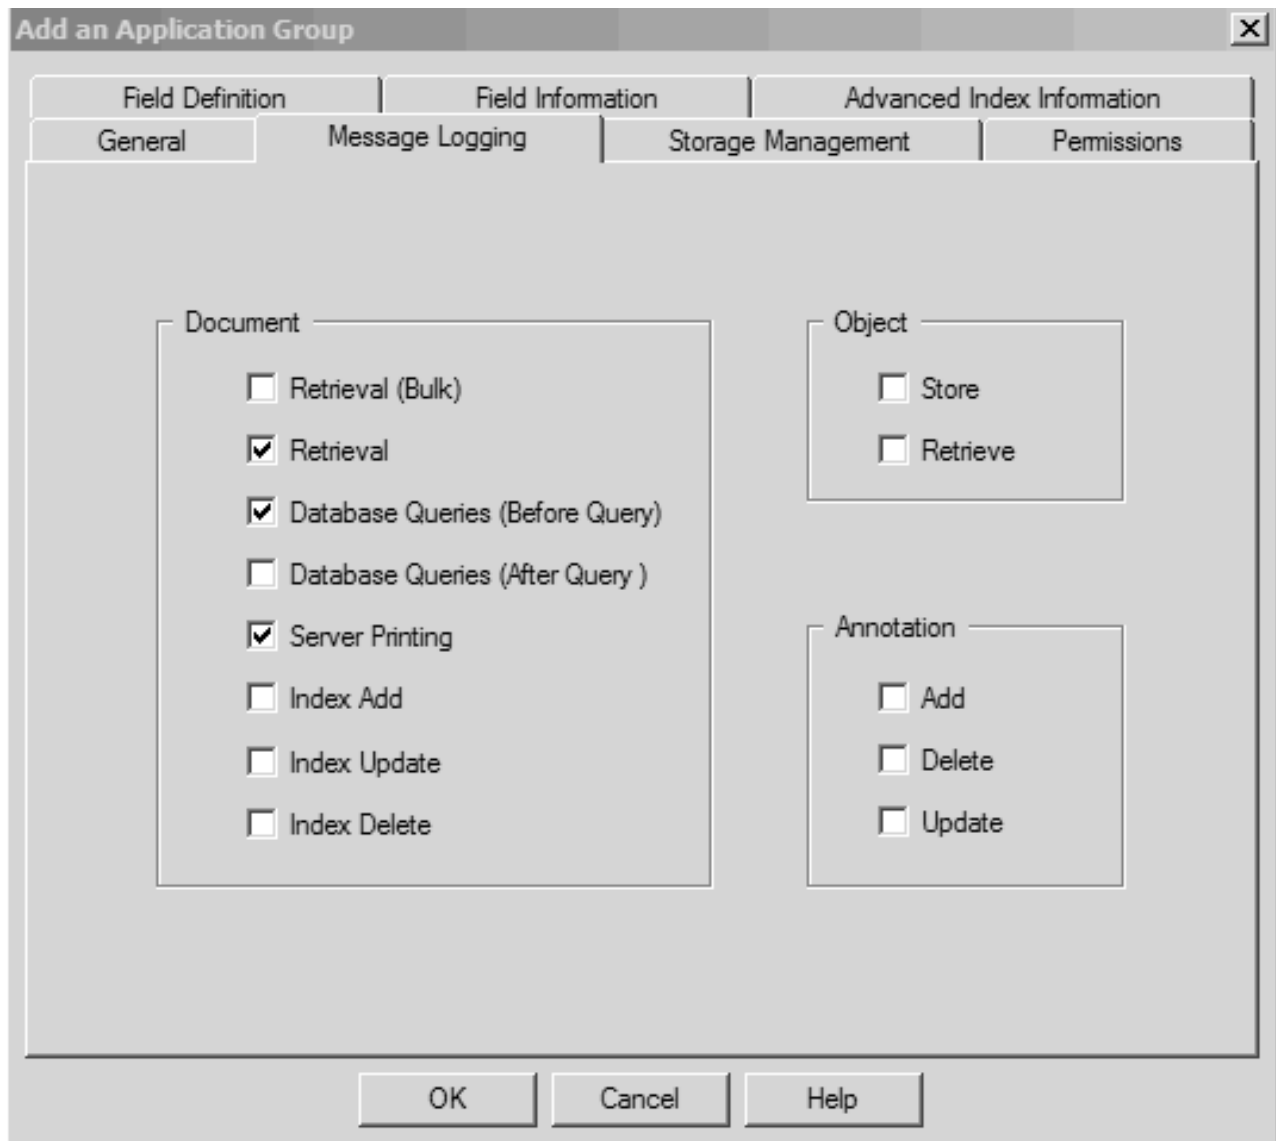 Add an Application Group
Field Definition
Field Information
Advanced Index Information
General
Message Logging
Storage Management
Permissions
Document
Retrieval (Bulk)
Retrieval
Database Queries (Before Query)
Database Queries (After Query )
Server Printing
Index Add
Index Update
Index Delete
Object
Store
Retrieve
Annotation
Add
Delete
Update
OK
Cancel
Help